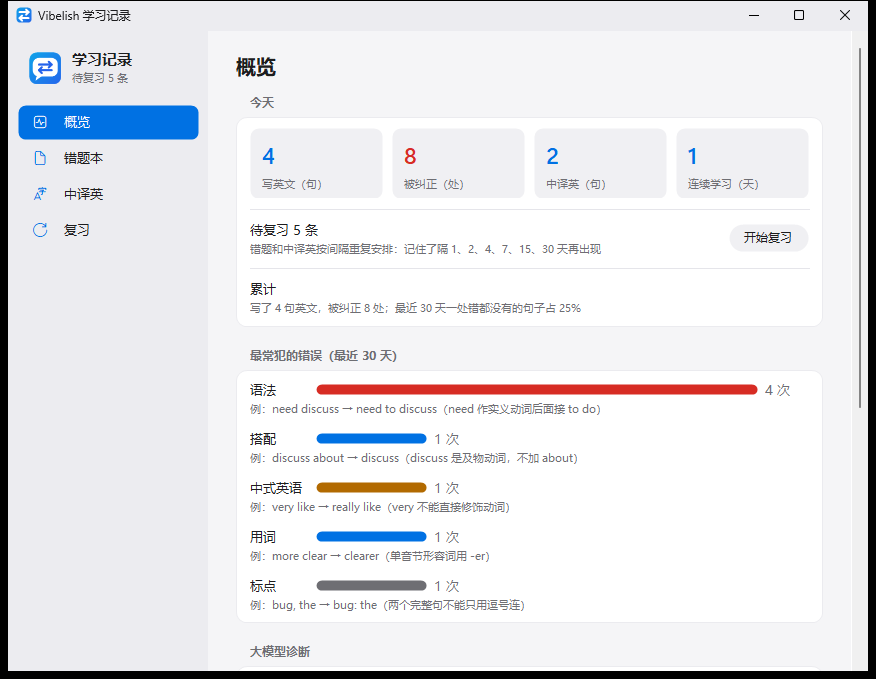 Vibelish 学习记录
学习记录
待复习 5 条
概览
错题本
中译英
复习
概览
今天
4
写英文（句）
8
被纠正（处）
2
中译英（句）
1
连续学习（天）
待复习 5 条
错题和中译英按间隔重复安排：记住了隔 1、2、4、7、15、30 天再出现
开始复习
累计
写了 4 句英文，被纠正 8 处；最近 30 天一处错都没有的句子占 25%
最常犯的错误（最近 30 天）
语法 4 次
例：need discuss → need to discuss（need 作实义动词后面接 to do）
搭配 1 次
例：discuss about → discuss（discuss 是及物动词，不加 about）
中式英语 1 次
例：very like → really like（very 不能直接修饰动词）
用词 1 次
例：more clear → clearer（单音节形容词用 -er）
标点 1 次
例：bug, the → bug: the（两个完整句不能只用逗号连）
大模型诊断